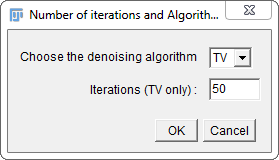 Number of iterations and Algorith...
Choose the denoising algorithm TV
Iterations (TV only) : 50
OK Cancel